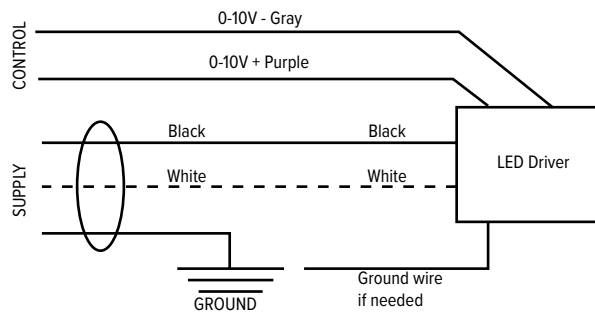 CONTROL
0-10V - Gray
0-10V + Purple
SUPPLY
Black
Black
White
White
LED Driver
GROUND
Ground wire
if needed